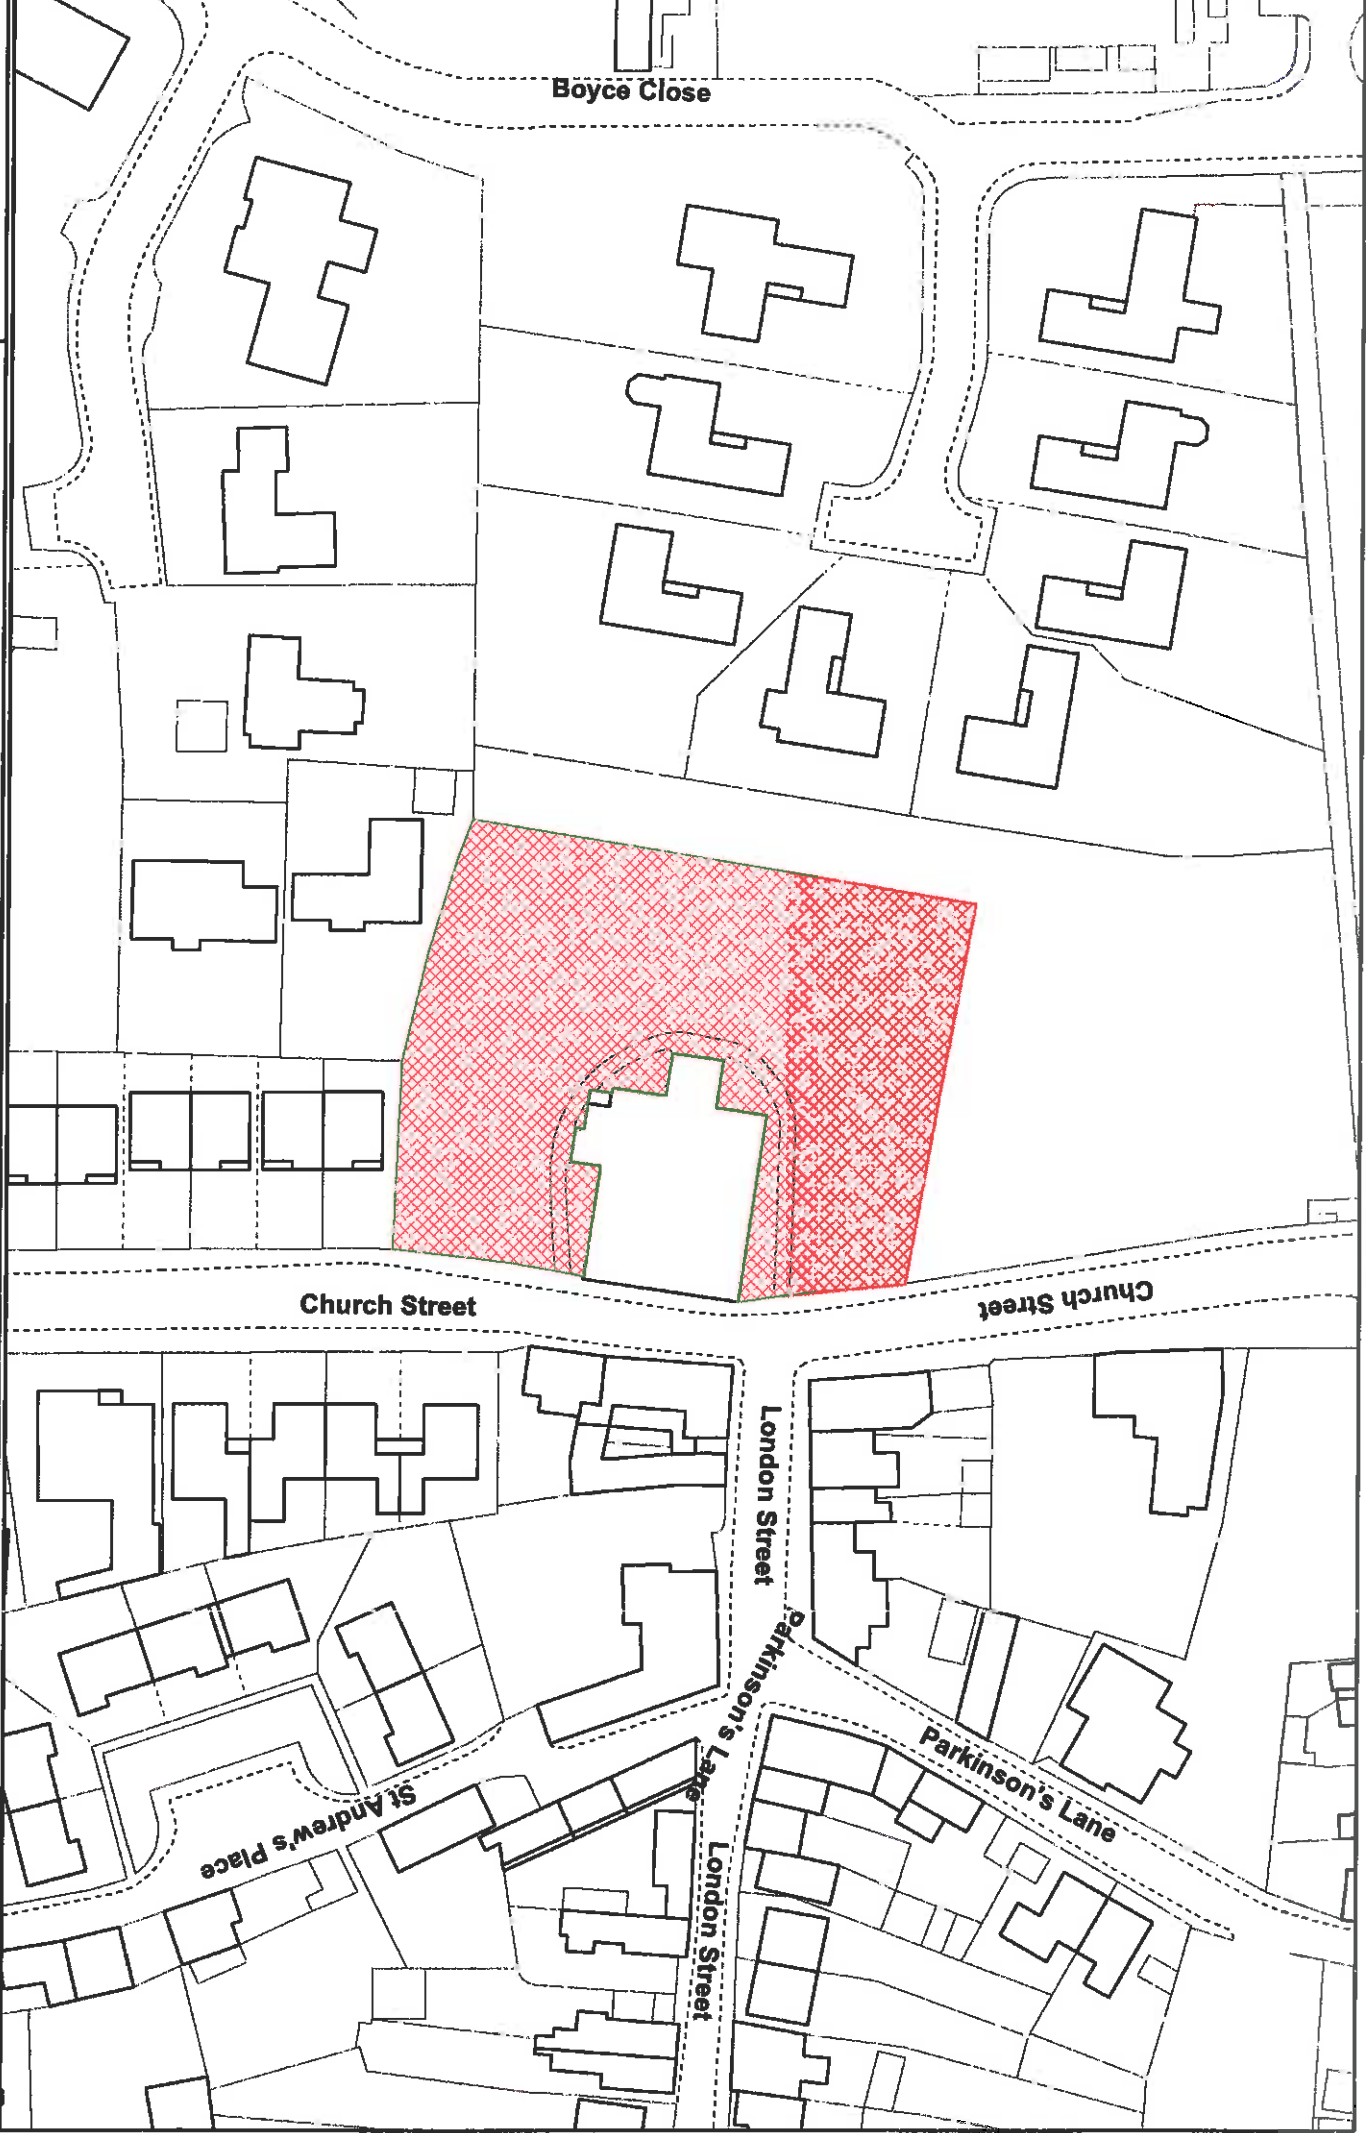 Boyce Close
Church Street
Church Street
London Street
Parkinson's Lane
Parkinson's Lane
St Andrew's Place
London Street